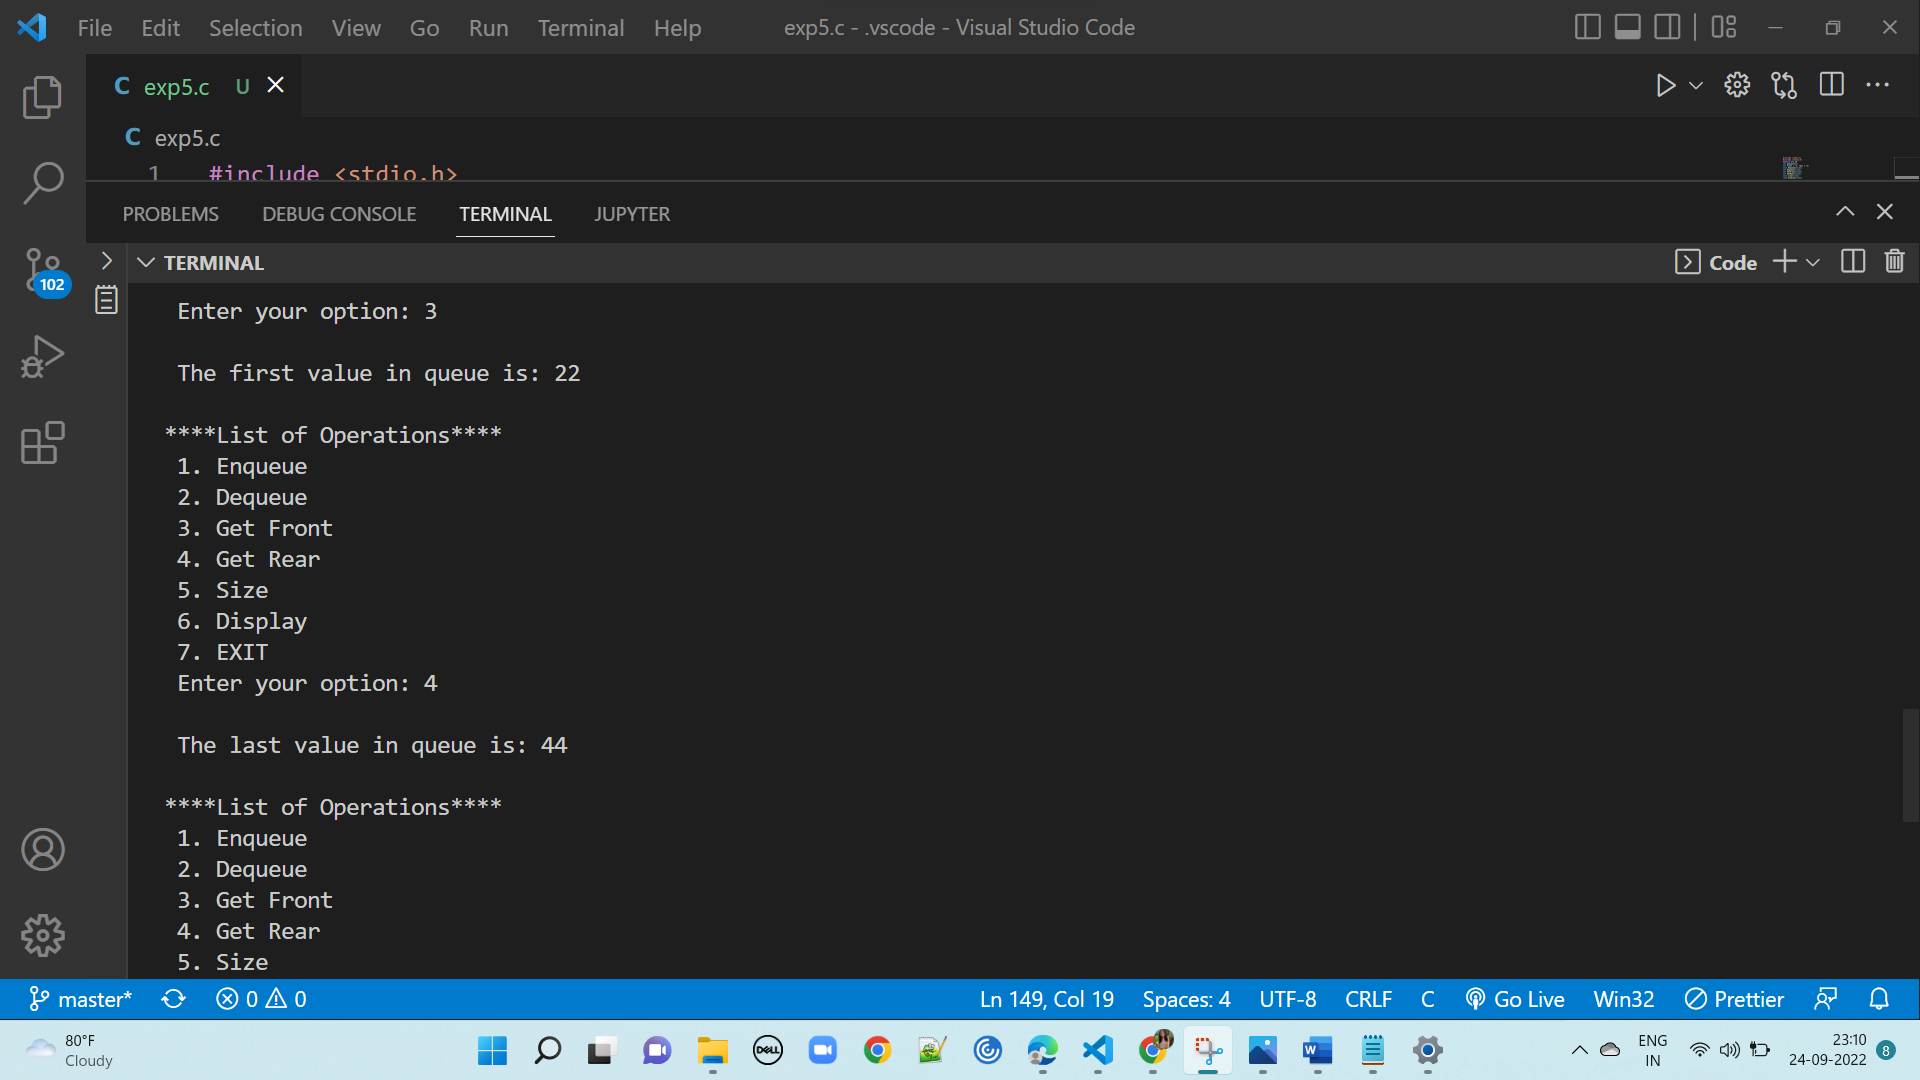 File Edit Selection View Go Run Terminal Help exp5.c - .vscode - Visual Studio Code
C exp5.c U
C exp5.c
1 #include <stdio.h>
PROBLEMS DEBUG CONSOLE TERMINAL JUPYTER
TERMINAL Code
102
Enter your option: 3
The first value in queue is: 22
****List of Operations****
1. Enqueue
2. Dequeue
3. Get Front
4. Get Rear
5. Size
6. Display
7. EXIT
Enter your option: 4
The last value in queue is: 44
****List of Operations****
1. Enqueue
2. Dequeue
3. Get Front
4. Get Rear
5. Size
master* 0 0 Ln 149, Col 19 Spaces: 4 UTF-8 CRLF C Go Live Win32 Prettier
80°F
Cloudy
DELL
W
ENG
IN
23:10
24-09-2022
8